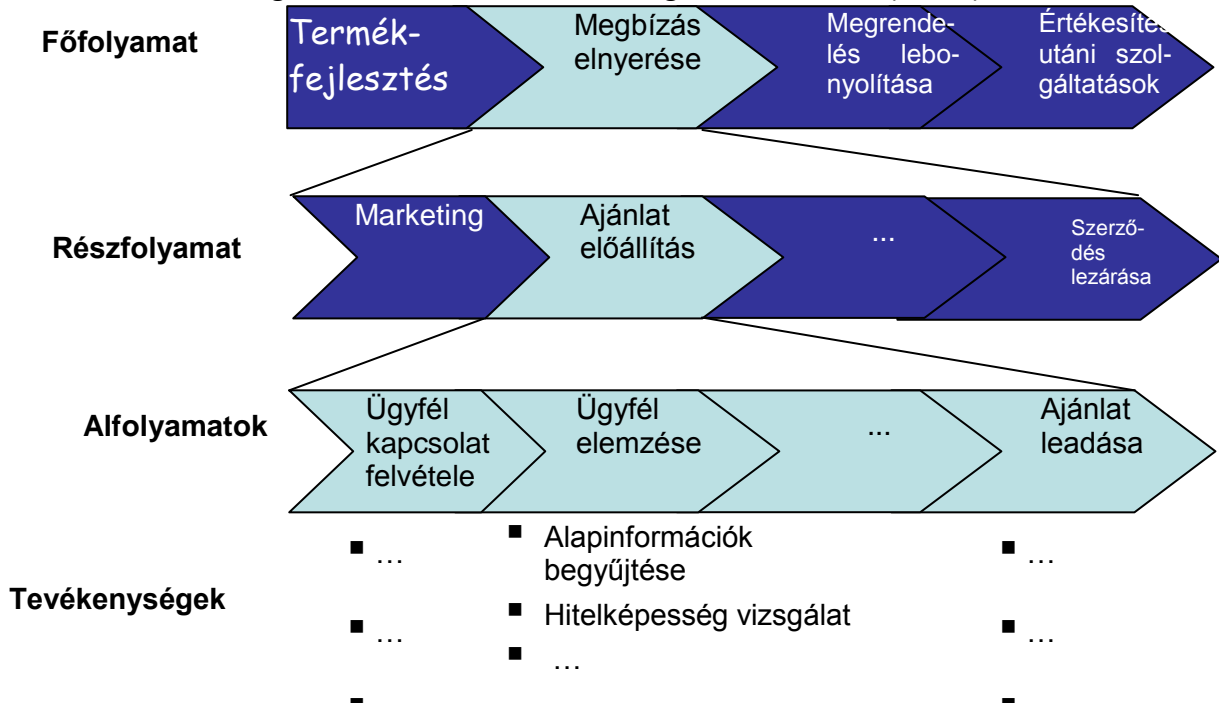 Főfolyamat
Termék-
fejlesztés
Megbízás
elnyerése
Megrende-
lés lebo-
nyolítása
Értékesítés
utáni szol-
gáltatások
Részfolyamat
Marketing
Ajánlat
előállítás
...
Szerző-
dés
lezárása
Alfolyamatok
Ügyfél
kapcsolat
felvétele
Ügyfél
elemzése
...
Ajánlat
leadása
Tevékenységek
▪ …
▪ …
▪ Alapinformációk
begyűjtése
▪ Hitelképesség vizsgálat
▪ …
▪ …
▪ …